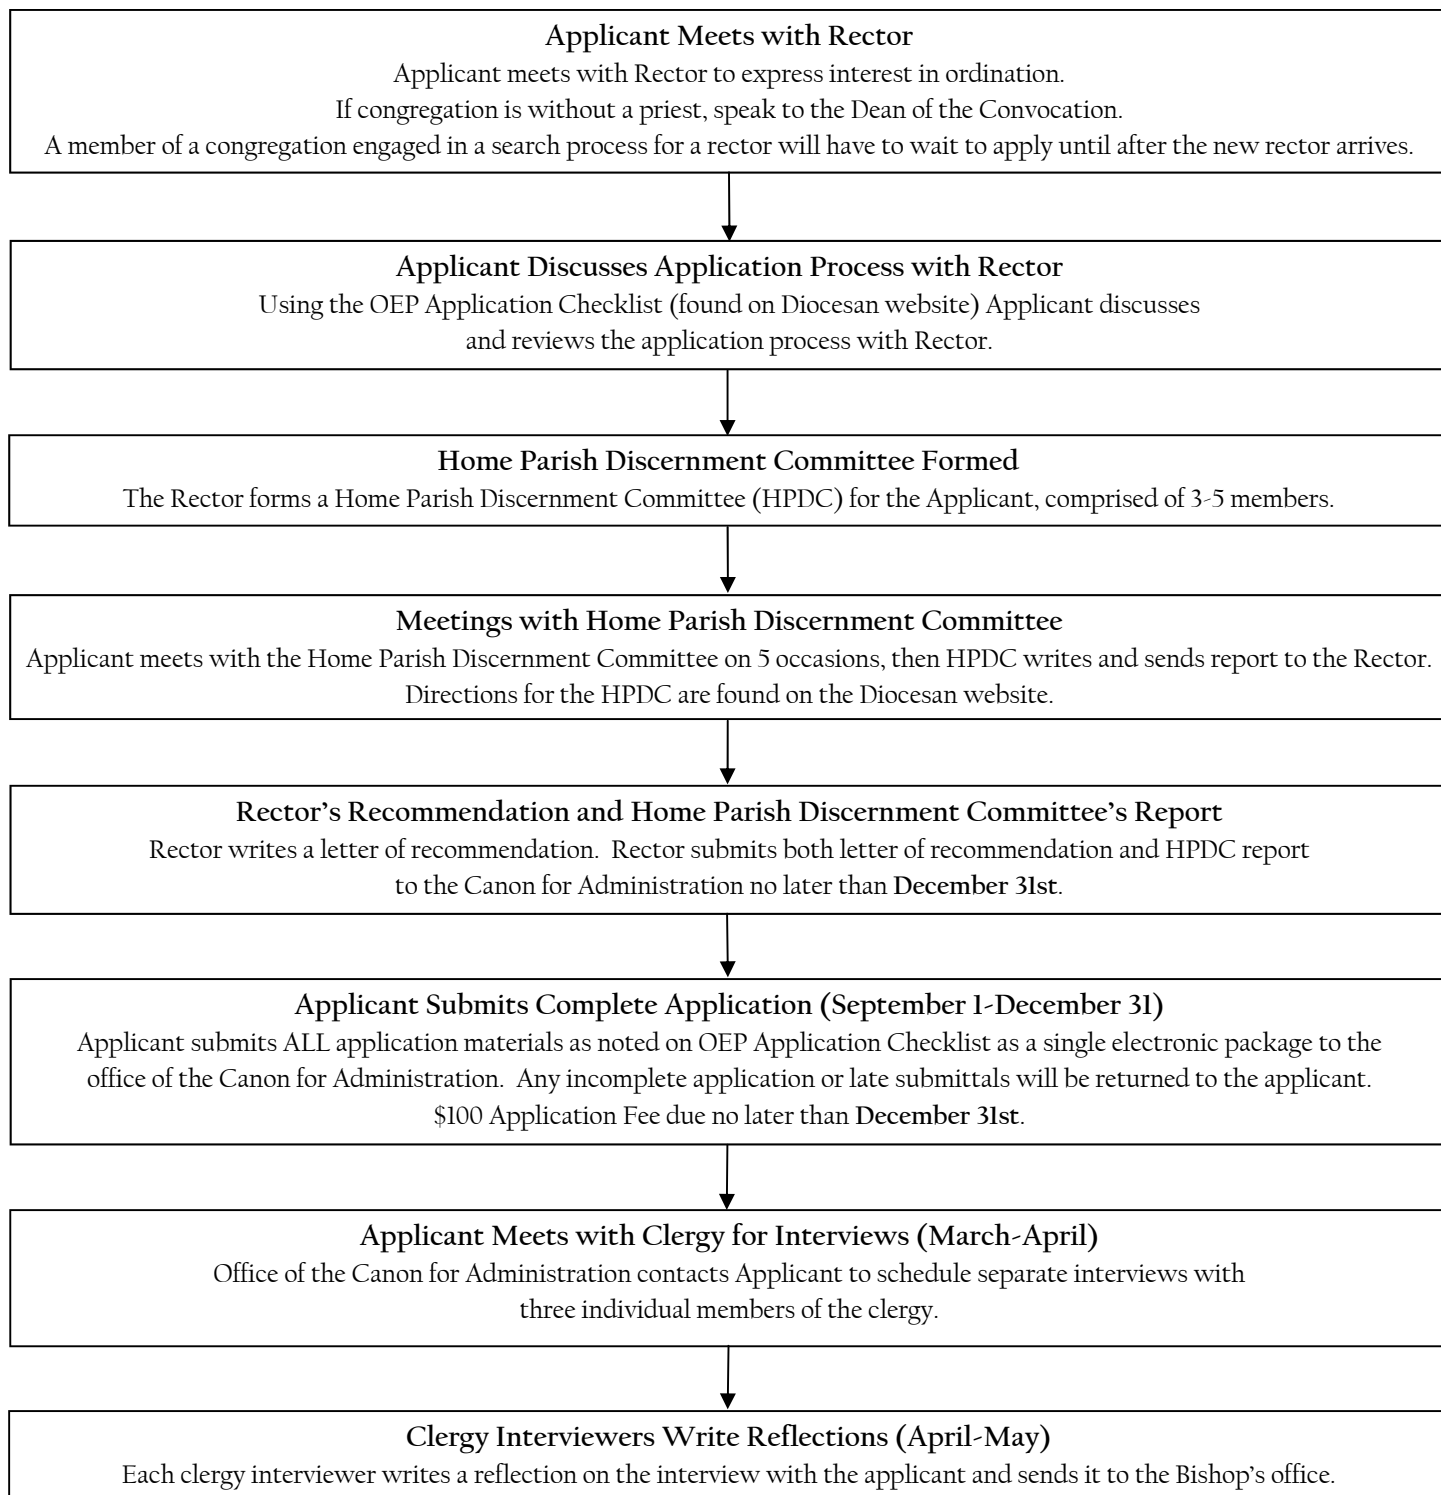 Applicant Meets with Rector
Applicant meets with Rector to express interest in ordination.
If congregation is without a priest, speak to the Dean of the Convocation.
A member of a congregation engaged in a search process for a rector will have to wait to apply until after the new rector arrives.
Applicant Discusses Application Process with Rector
Using the OEP Application Checklist (found on Diocesan website) Applicant discusses
and reviews the application process with Rector.
Home Parish Discernment Committee Formed
The Rector forms a Home Parish Discernment Committee (HPDC) for the Applicant, comprised of 3-5 members.
Meetings with Home Parish Discernment Committee
Applicant meets with the Home Parish Discernment Committee on 5 occasions, then HPDC writes and sends report to the Rector.
Directions for the HPDC are found on the Diocesan website.
Rector’s Recommendation and Home Parish Discernment Committee’s Report
Rector writes a letter of recommendation.  Rector submits both letter of recommendation and HPDC report
to the Canon for Administration no later than December 31st.
Applicant Submits Complete Application (September 1-December 31)
Applicant submits ALL application materials as noted on OEP Application Checklist as a single electronic package to the
office of the Canon for Administration.  Any incomplete application or late submittals will be returned to the applicant.
$100 Application Fee due no later than December 31st.
Applicant Meets with Clergy for Interviews (March-April)
Office of the Canon for Administration contacts Applicant to schedule separate interviews with
three individual members of the clergy.
Clergy Interviewers Write Reflections (April-May)
Each clergy interviewer writes a reflection on the interview with the applicant and sends it to the Bishop’s office.